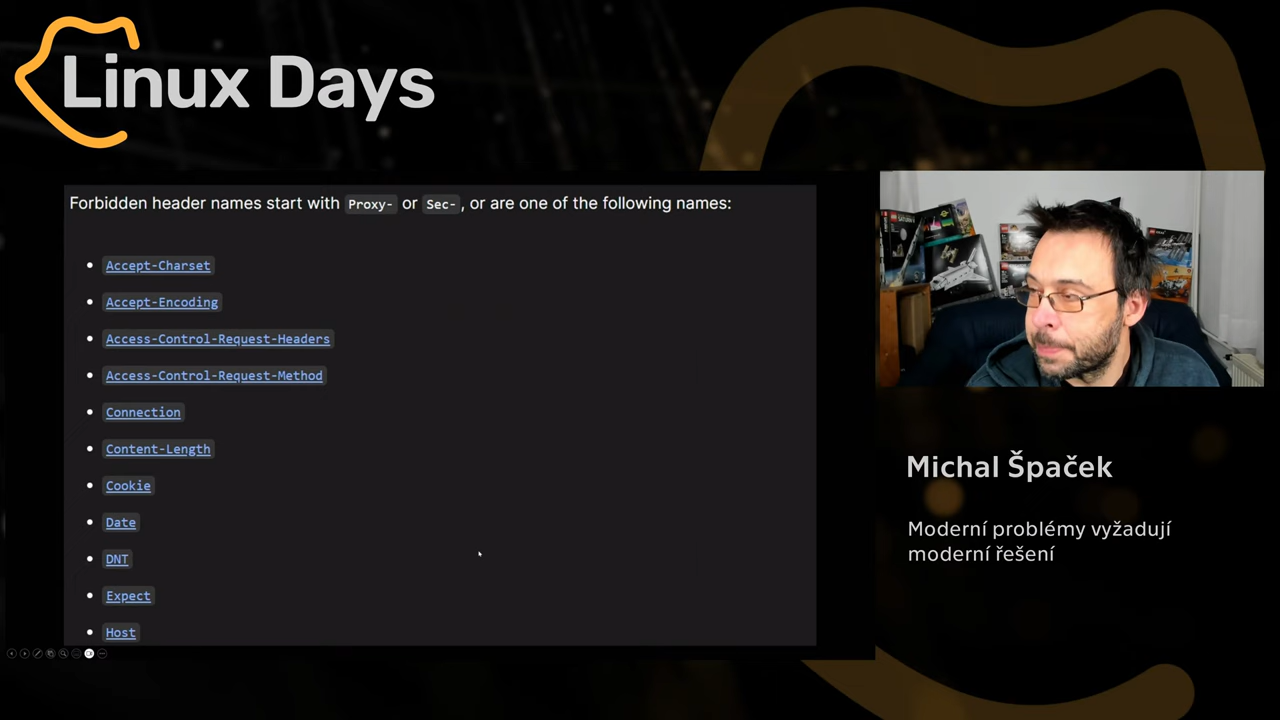 Linux Days
Forbidden header names start with Proxy- or Sec-, or are one of the following names:
Accept-Charset
Accept-Encoding
Access-Control-Request-Headers
Access-Control-Request-Method
Connection
Content-Length
Cookie
Date
DNT
Expect
Host
Michal Špaček
Moderní problémy vyžadují
moderní řešení